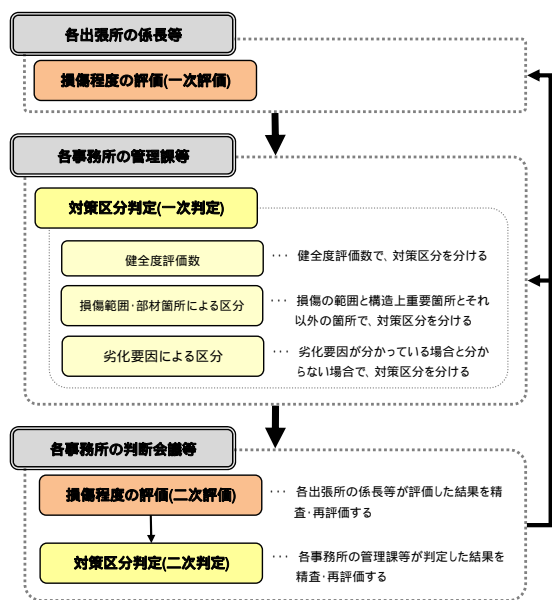 各出張所の係長等
損傷程度の評価(一次評価)
各事務所の管理課等
対策区分判定(一次判定)
健全度評価数
･･･ 健全度評価数で、対策区分を分ける
損傷範囲・部材箇所による区分
･･･ 損傷の範囲と構造上重要箇所とそれ
以外の箇所で、対策区分を分ける
劣化要因による区分
･･･ 劣化要因が分かっている場合と分か
らない場合で、対策区分を分ける
各事務所の判断会議等
損傷程度の評価(二次評価)
･･･ 各出張所の係長等が評価した結果を精
査・再評価する
対策区分判定(二次判定)
･･･ 各事務所の管理課等が判定した結果を
精査・再評価する